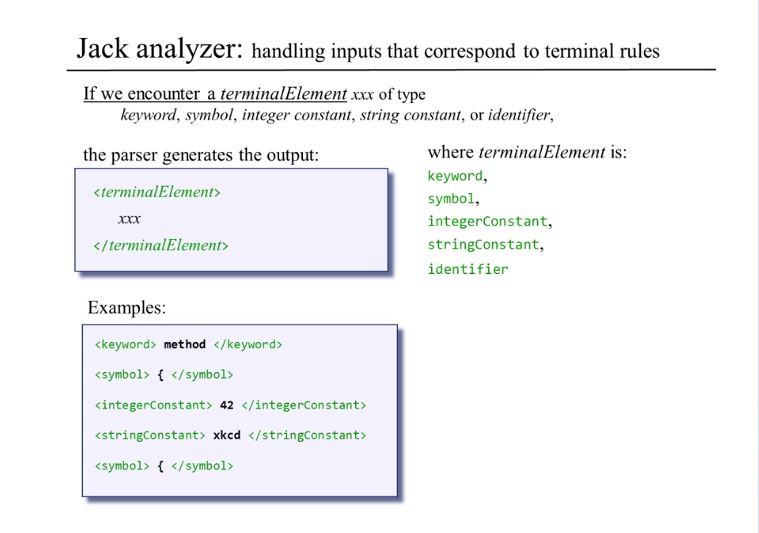 Jack analyzer: handling inputs that correspond to terminal rules
If we encounter a terminalElement xxx of type
keyword, symbol, integer constant, string constant, or identifier,
the parser generates the output:
<terminalElement>
xxx
</terminalElement>
where terminalElement is:
keyword,
symbol,
integerConstant,
stringConstant,
identifier
Examples:
<keyword> method </keyword>
<symbol> { </symbol>
<integerConstant> 42 </integerConstant>
<stringConstant> xkcd </stringConstant>
<symbol> { </symbol>